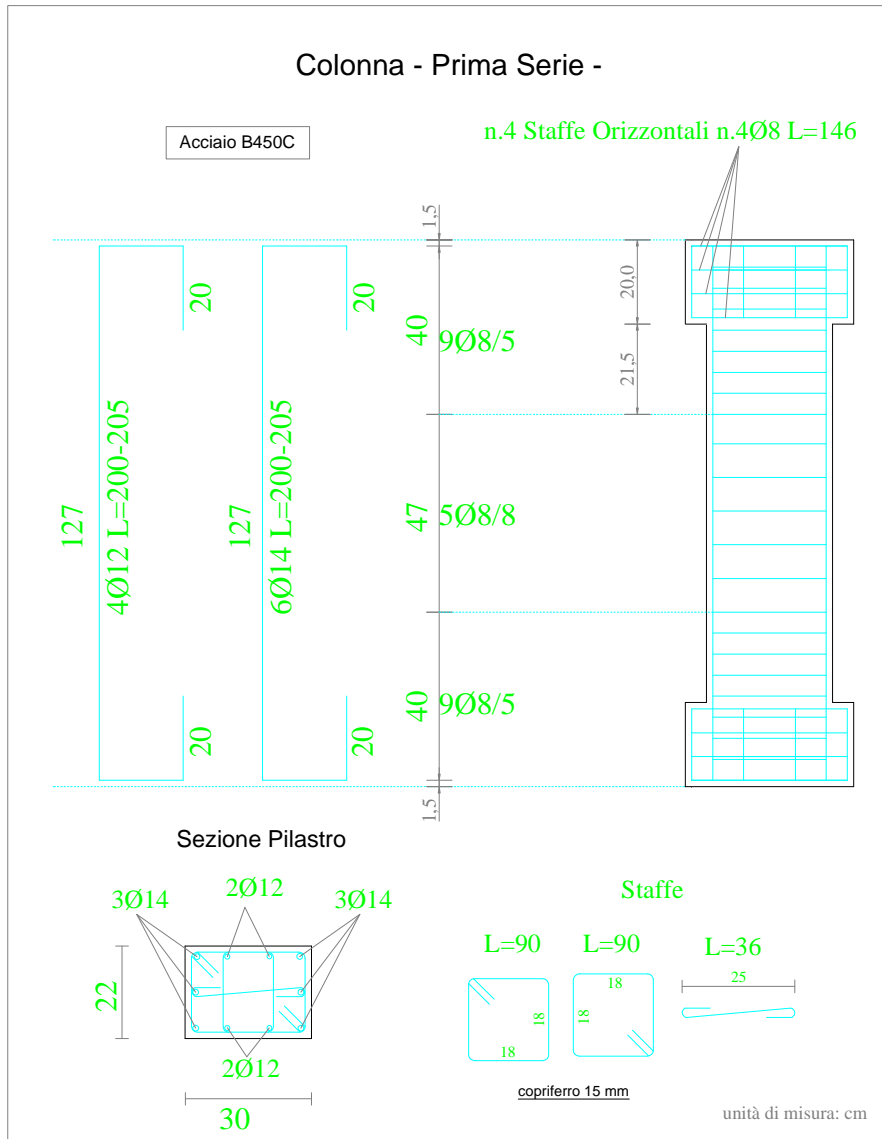 Colonna - Prima Serie -
Acciaio B450C
n.4 Staffe Orizzontali n.4Ø8 L=146
1,5
20
20
40
9Ø8/5
20,0
21,5
127
4Ø12 L=200-205
127
6Ø14 L=200-205
47
5Ø8/8
20
20
40
9Ø8/5
1,5
Sezione Pilastro
3Ø14
2Ø12
3Ø14
22
2Ø12
30
Staffe
L=90
L=90
L=36
18
18
18
18
25
copriferro 15 mm
unità di misura: cm